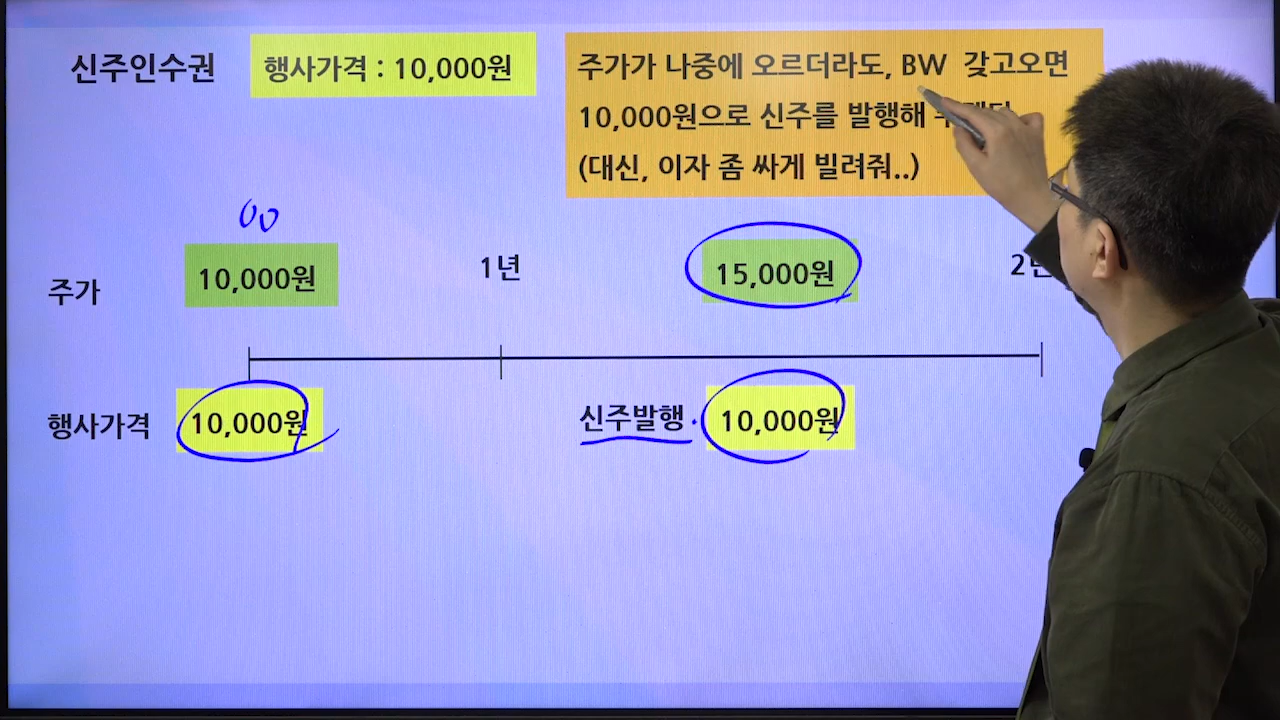 신주인수권
행사가격 : 10,000원
주가가 나중에 오르더라도, BW 갖고오면
10,000원으로 신주를 발행해
(대신, 이자 좀 싸게 빌려줘..)
주가
10,000원
1년
15,000원
행사가격
10,000원
신주발행
10,000원